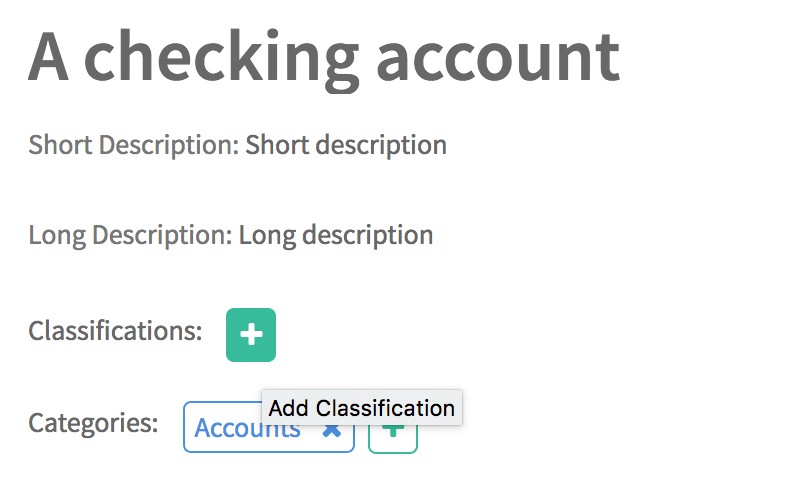 A checking account
Short Description: Short description
Long Description: Long description
Classifications:
Add Classification
Categories: Accounts